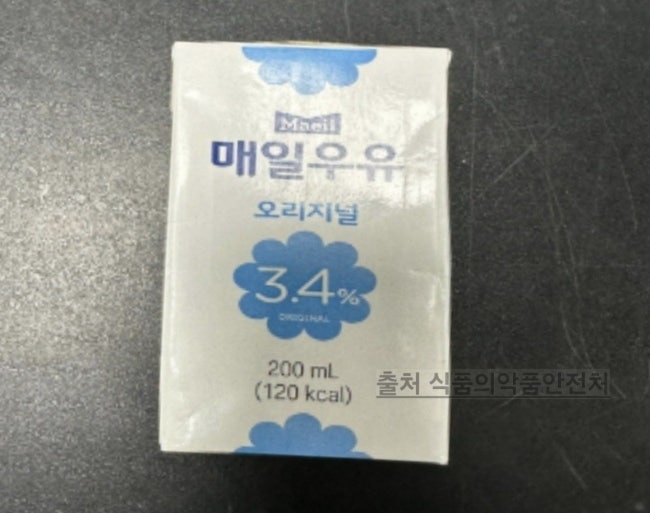 Maeil
매일우유
오리지널
3.4%
ORIGINAL
200 mL
(120 kcal)
출처 식품의약품안전처